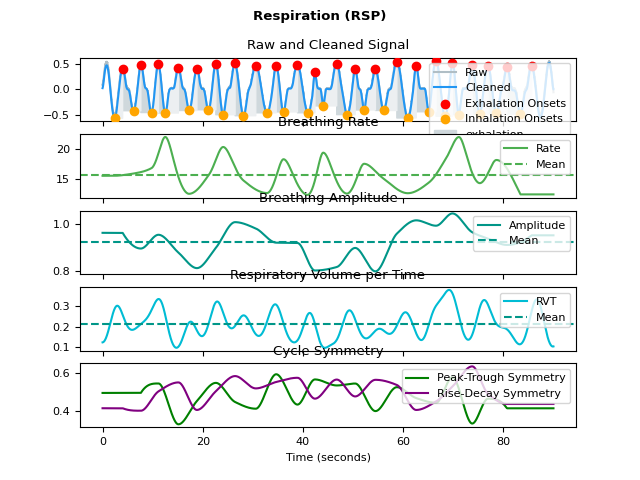 Respiration (RSP)
Raw and Cleaned Signal
0.5
0.0
−0.5
Raw
Cleaned
Exhalation Onsets
Inhalation Onsets
exhalation
Breathing Rate
20
15
Rate
Mean
Breathing Amplitude
1.0
0.8
Amplitude
Mean
Respiratory Volume per Time
0.3
0.2
0.1
RVT
Mean
Cycle Symmetry
0.6
0.4
Peak-Trough Symmetry
Rise-Decay Symmetry
0 20 40 60 80
Time (seconds)